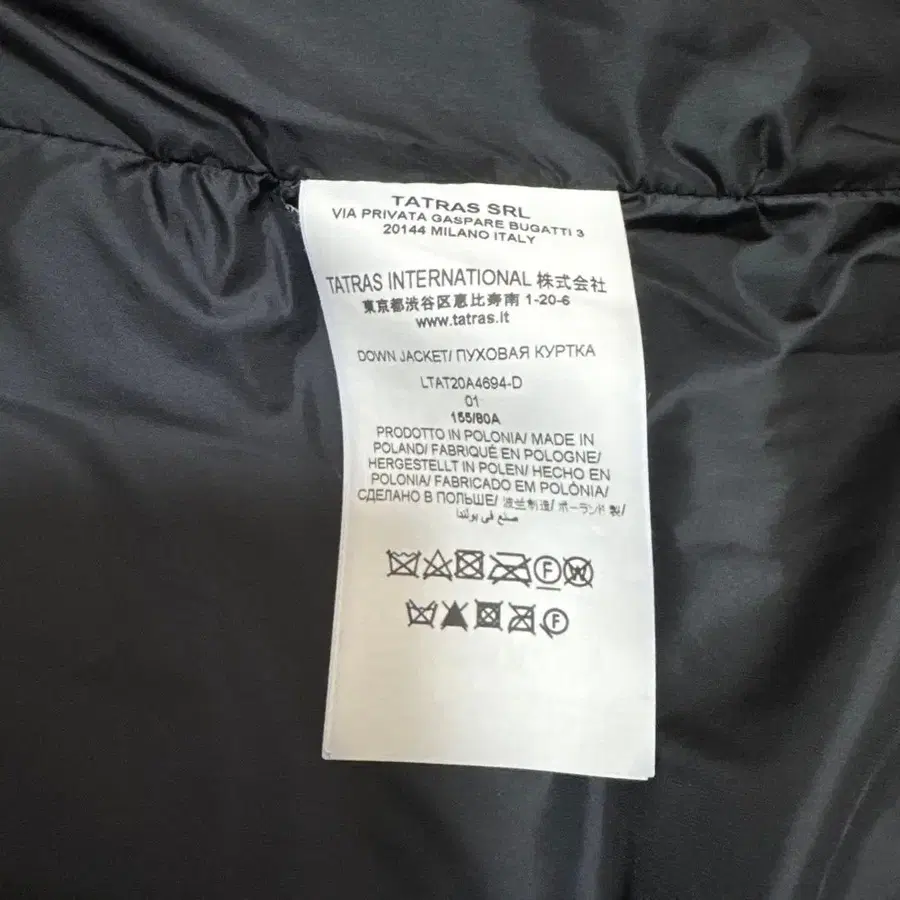 TATRAS SRL
VIA PRIVATA GASPARE BUGATTI 3
20144 MILANO ITALY
TATRAS INTERNATIONAL 株式会社
東京都渋谷区恵比寿南 1-20-6
www.tatras.it
DOWN JACKET/ ПУХОВАЯ КУРТКА
LTAT20A4694-D
01
155/80A
PRODOTTO IN POLONIA/ MADE IN
POLAND/ FABRIQUÉ EN POLOGNE/
HERGESTELLT IN POLEN/ HECHO EN
POLONIA/ FABRICADO EM POLÒNIA/
СДЕЛАНО В ПОЛЬШЕ/ 波兰制造/ ポーランド 製/
صنع في بولندا
F W
F